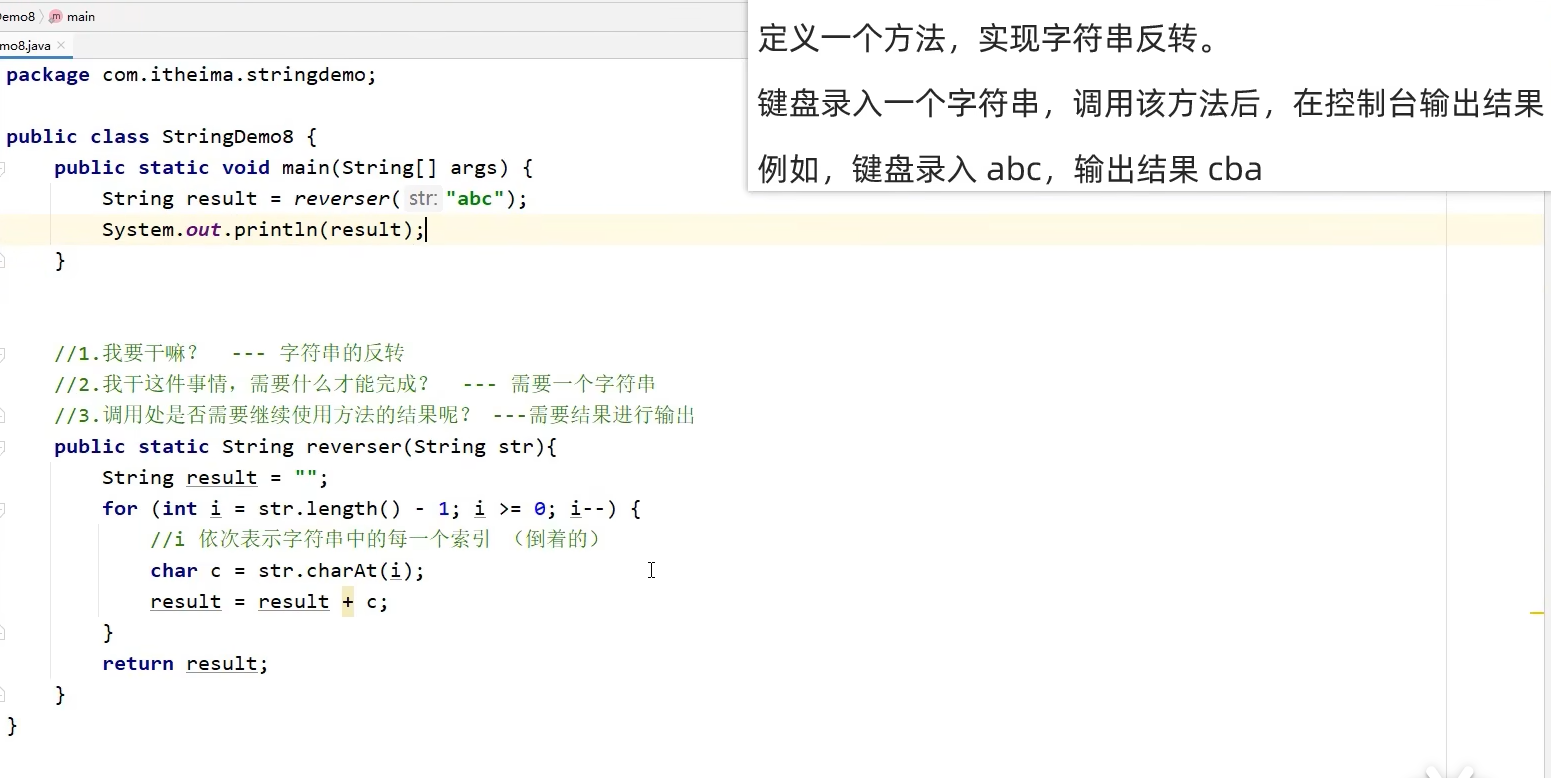 emo8 〉 m main
mo8.java ×
定义一个方法，实现字符串反转。
键盘录入一个字符串，调用该方法后，在控制台输出结果
例如，键盘录入 abc，输出结果 cba
package com.itheima.stringdemo;
public class StringDemo8 {
public static void main(String[] args) {
String result = reverser( str: "abc");
System.out.println(result);
}
//1.我要干嘛？ --- 字符串的反转
//2.我干这件事情，需要什么才能完成？ --- 需要一个字符串
//3.调用处是否需要继续使用方法的结果呢？ ---需要结果进行输出
public static String reverser(String str){
String result = "";
for (int i = str.length() - 1; i >= 0; i--) {
//i 依次表示字符串中的每一个索引 （倒着的）
char c = str.charAt(i);
result = result + c;
}
return result;
}
}